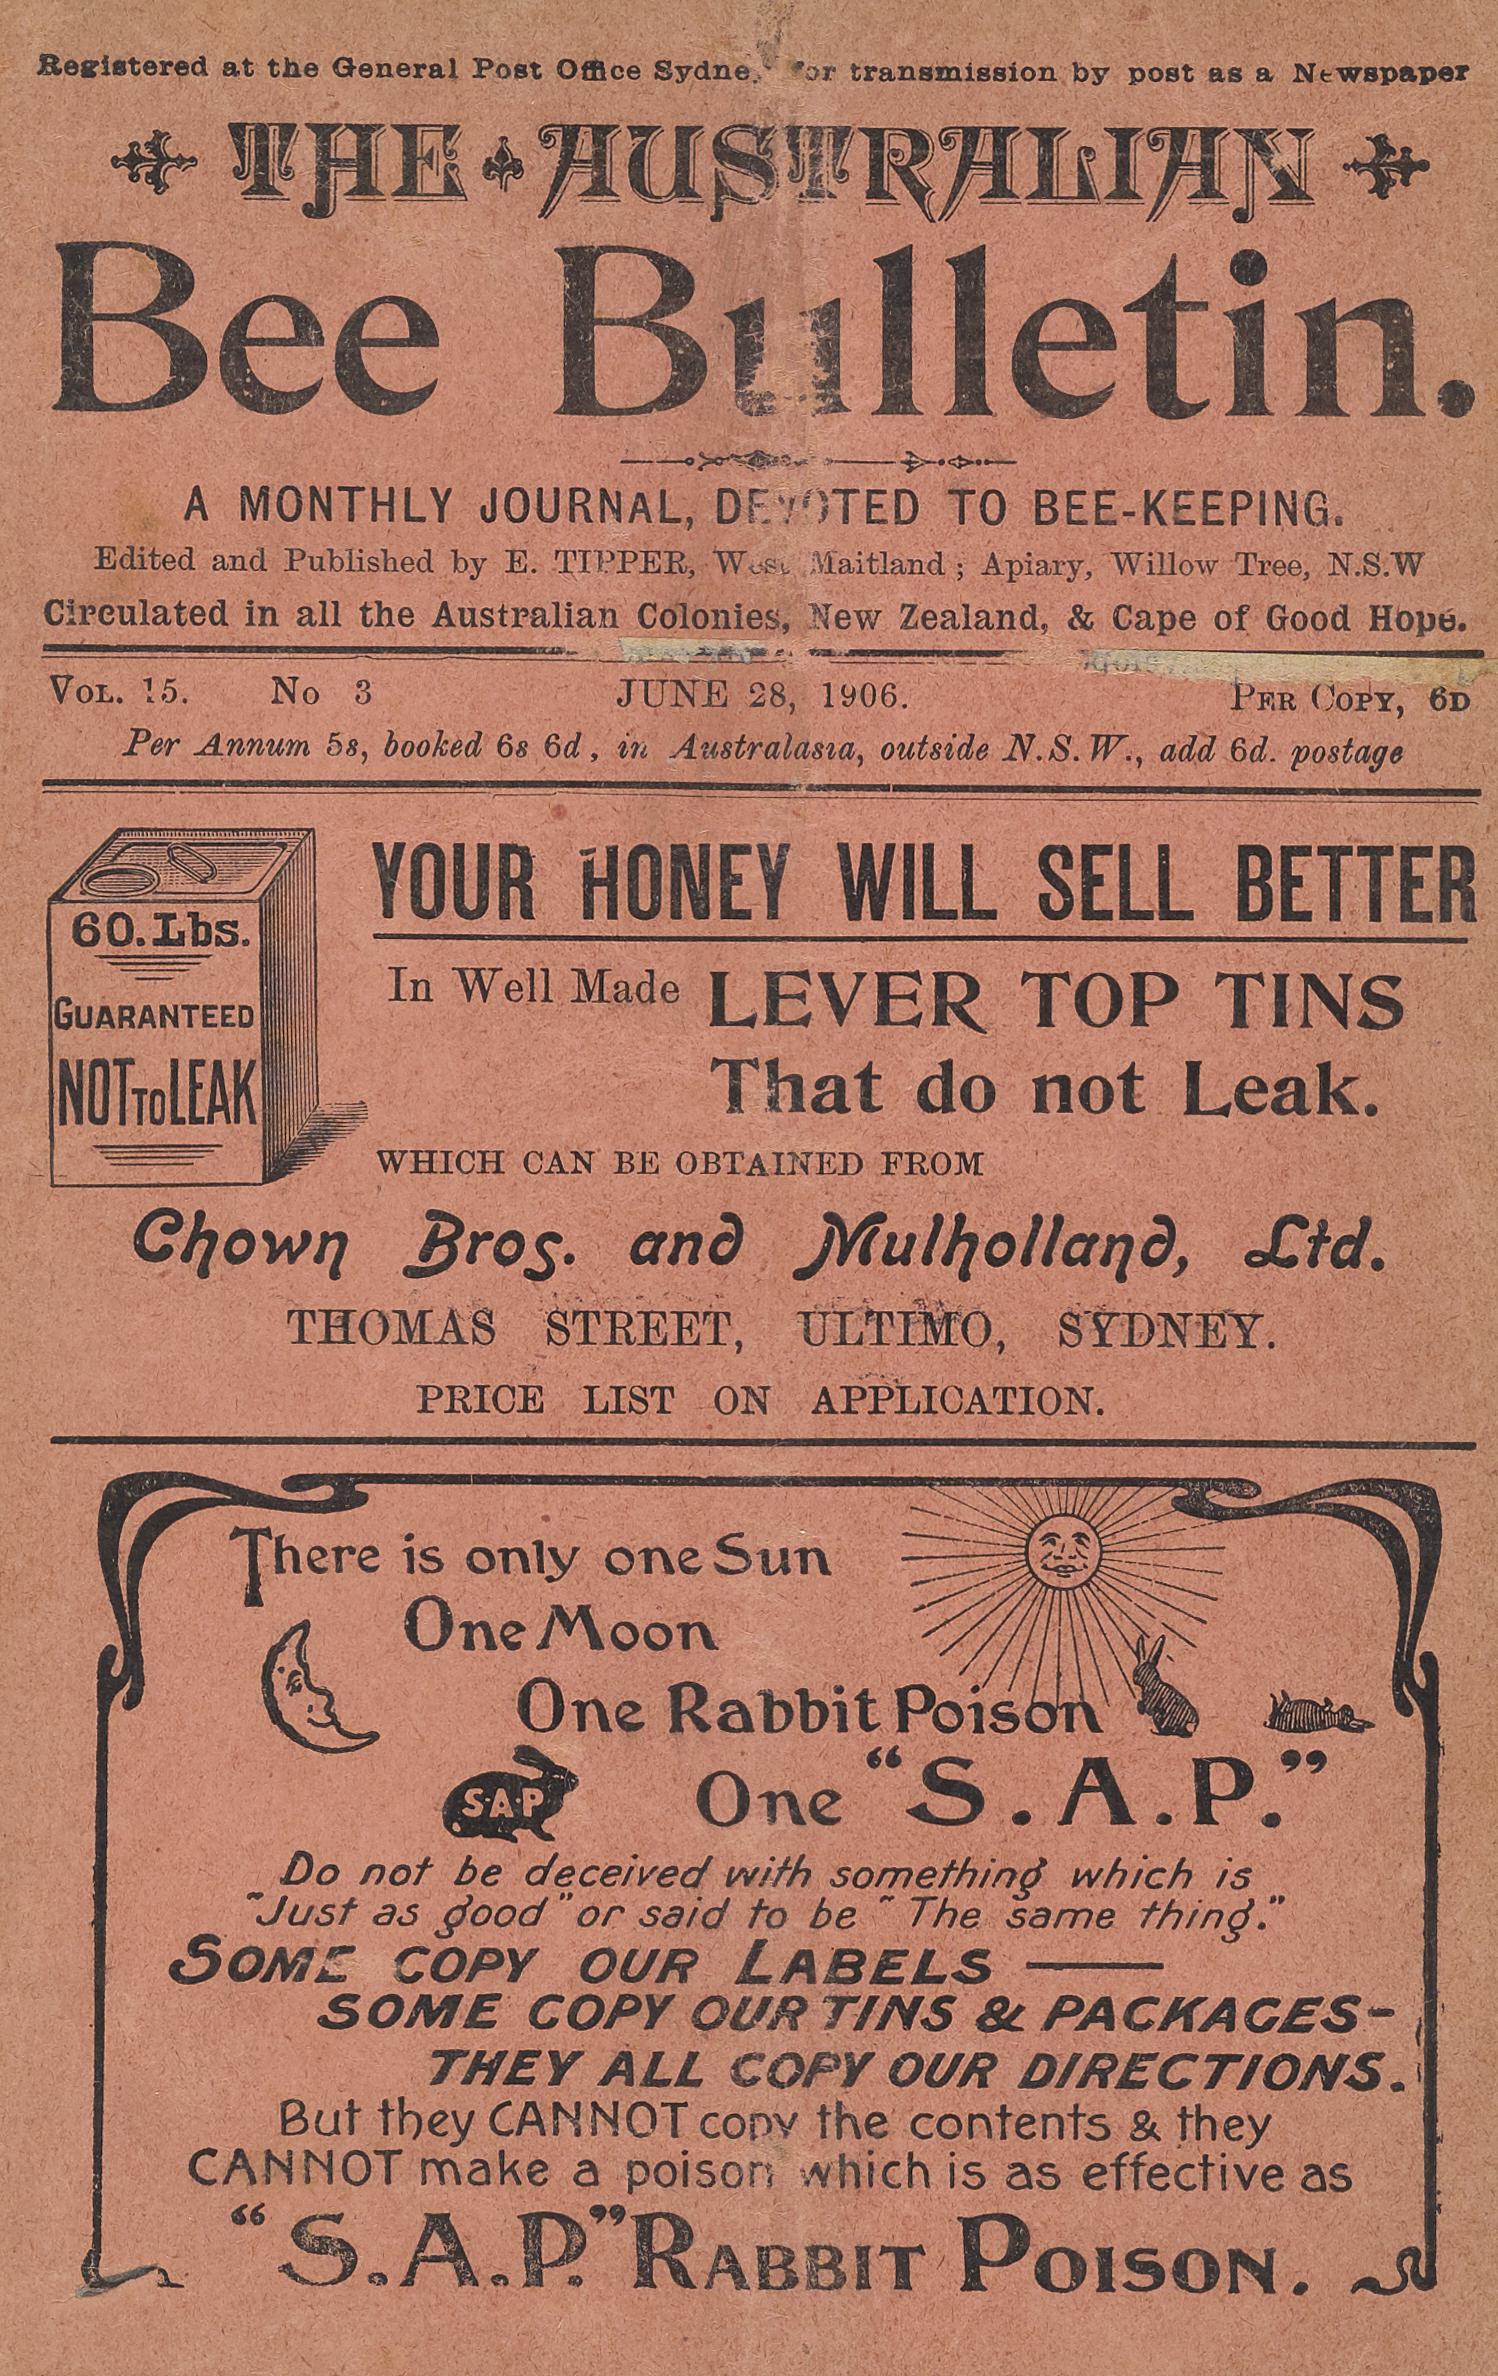 Registered at the General Post Office Sydney for transmission by post as a Newspaper
THE AUSTRALIAN
Bee Bulletin.
A MONTHLY JOURNAL, DEVOTED TO BEE-KEEPING.
Edited and Published by E. TIPPER, West Maitland ; Apiary, Willow Tree, N.S.W
Circulated in all the Australian Colonies, New Zealand, & Cape of Good Hope.
VOL. 15. No 3 JUNE 28, 1906. PER COPY, 6D
Per Annum 5s, booked 6s 6d, in Australasia, outside N.S.W., add 6d. postage
60.Lbs.
GUARANTEED
NOT TO LEAK
YOUR HONEY WILL SELL BETTER
In Well Made LEVER TOP TINS
That do not Leak.
WHICH CAN BE OBTAINED FROM
Chown Bros. and Mulholland, Ltd.
THOMAS STREET, ULTIMO, SYDNEY.
PRICE LIST ON APPLICATION.
There is only one Sun
One Moon
One Rabbit Poison
S.A.P
One "S.A.P."
Do not be deceived with something which is
"Just as good" or said to be "The same thing."
SOME COPY OUR LABELS —
SOME COPY OUR TINS & PACKAGES-
THEY ALL COPY OUR DIRECTIONS.
But they CANNOT copy the contents & they
CANNOT make a poison which is as effective as
"S.A.P." RABBIT POISON.